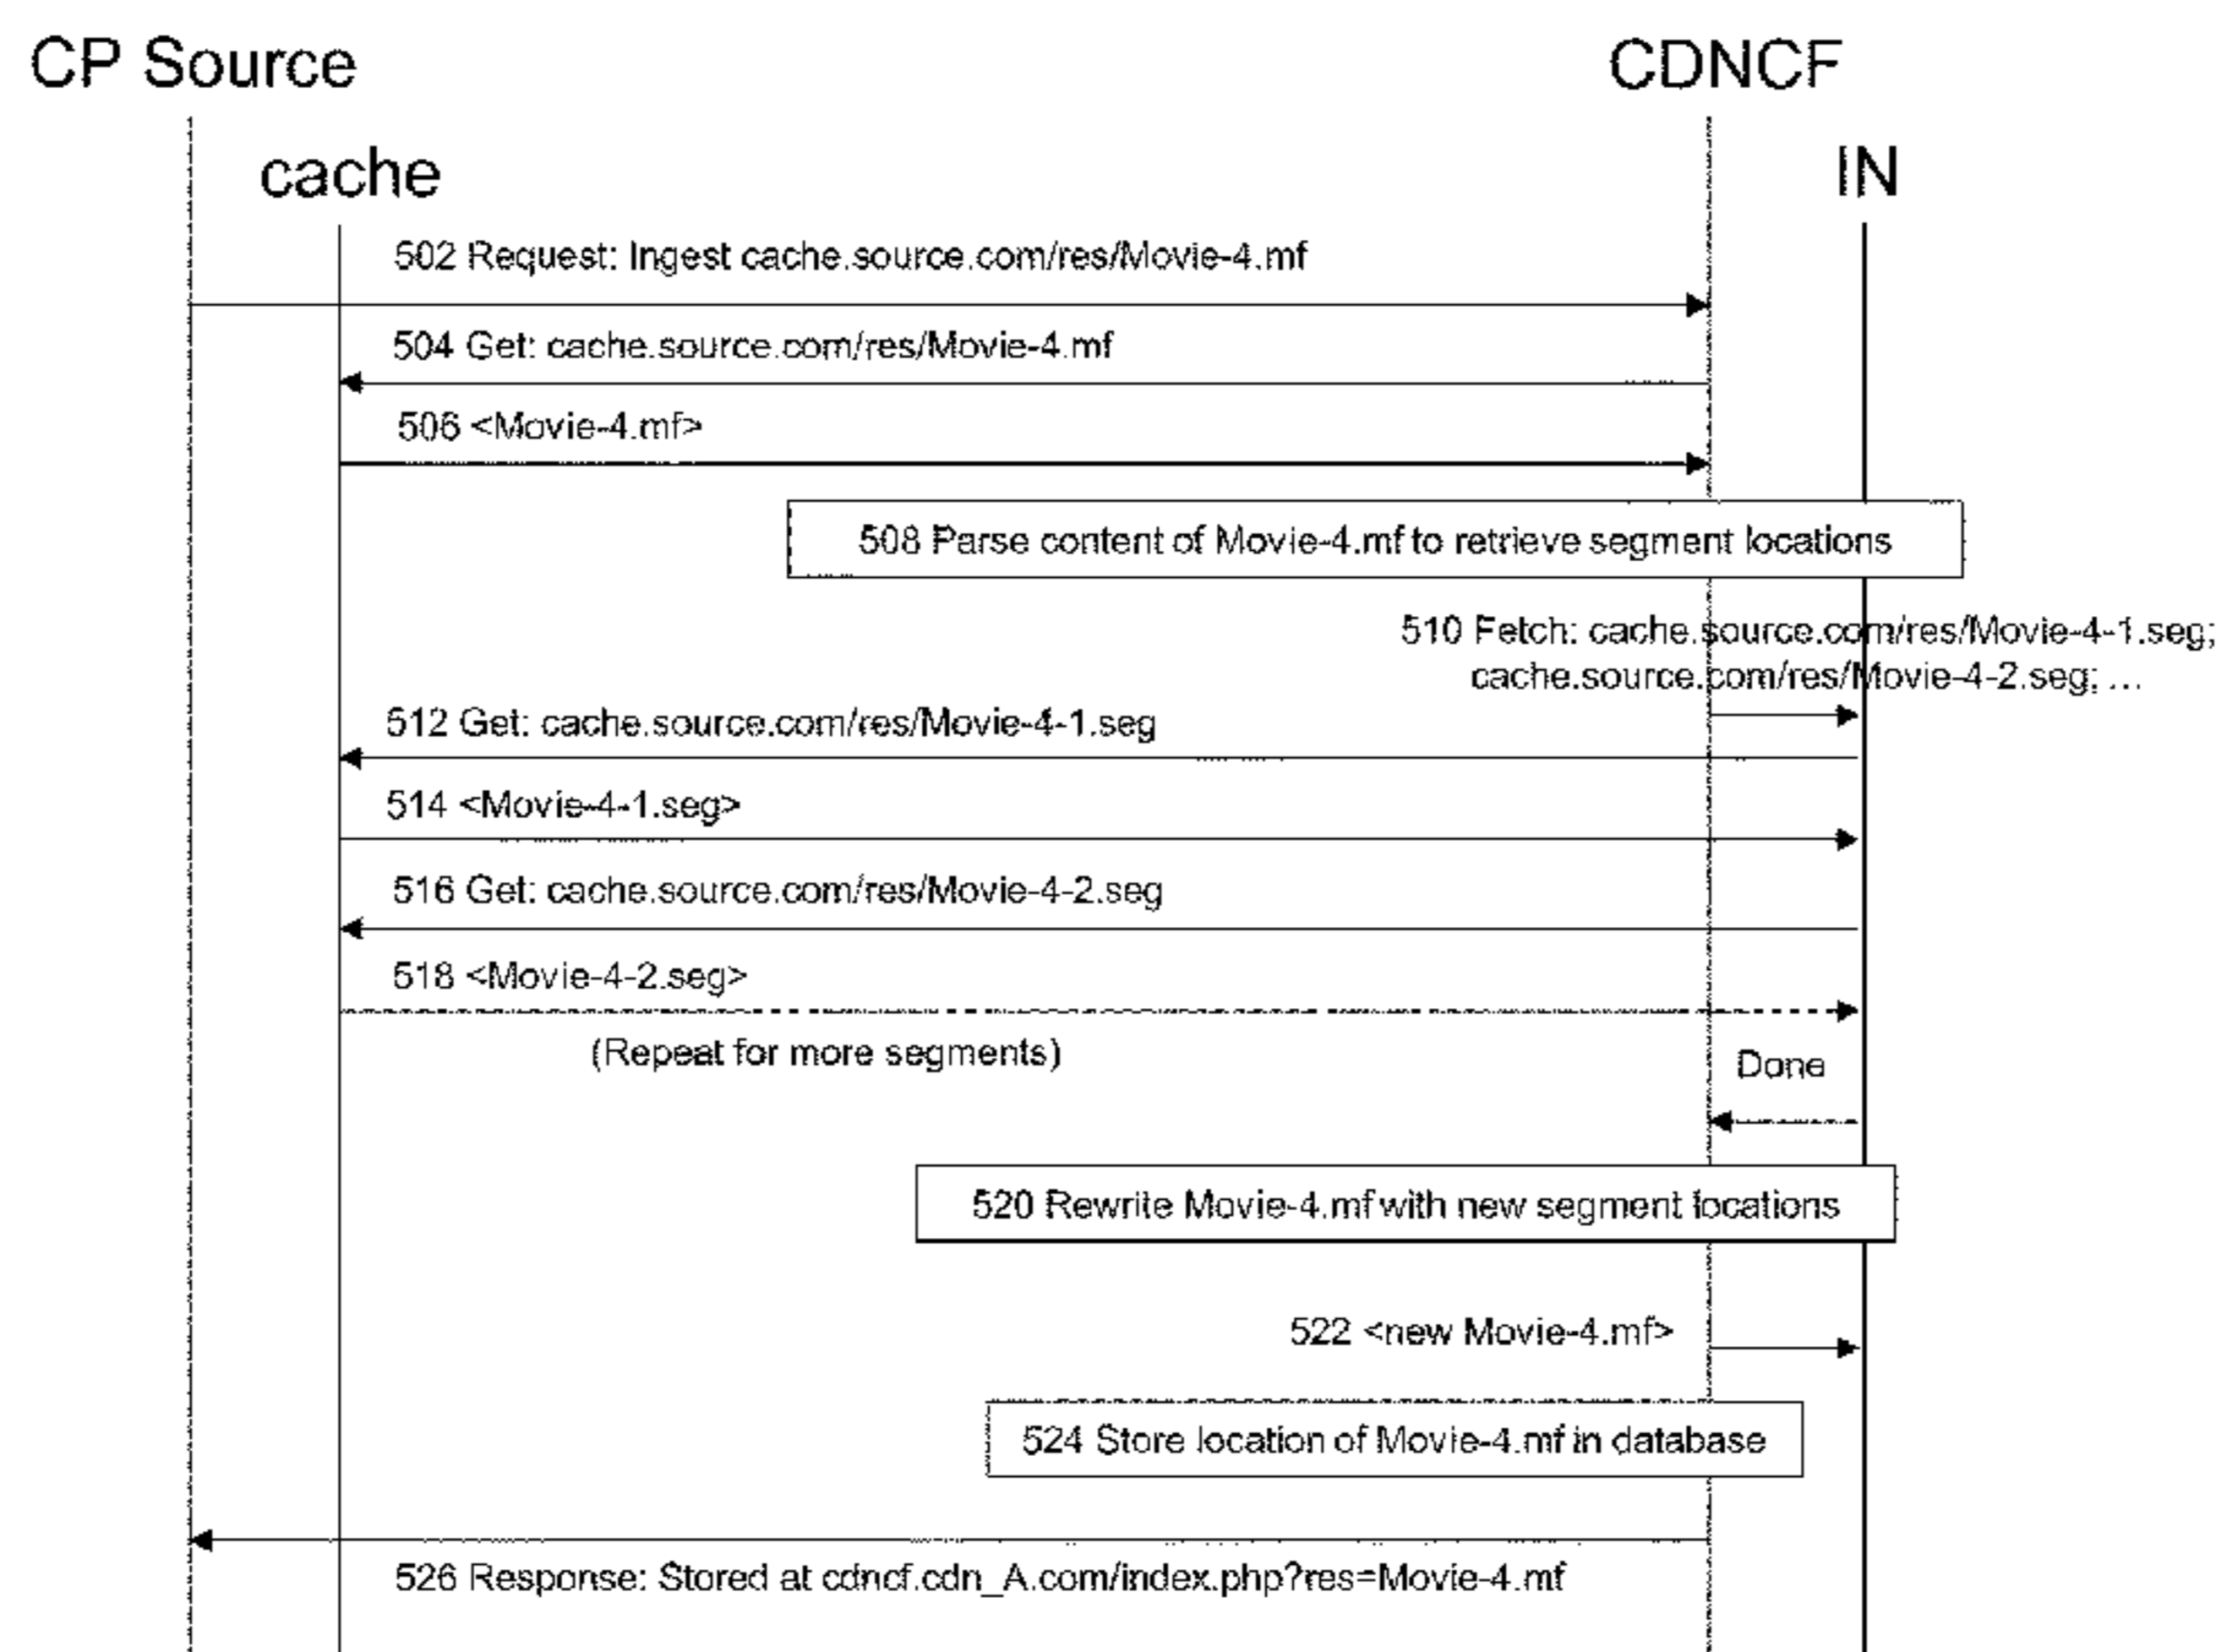 CP Source
CDNCF
cache
IN
502 Request: Ingest cache.source.com/res/Movie-4.mf
504 Get: cache.source.com/res/Movie-4.mf
506 <Movie-4.mf>
508 Parse content of Movie-4.mf to retrieve segment locations
510 Fetch: cache.source.com/res/Movie-4-1.seg;
cache.source.com/res/Movie-4-2.seg; ...
512 Get: cache.source.com/res/Movie-4-1.seg
514 <Movie-4-1.seg>
516 Get: cache.source.com/res/Movie-4-2.seg
518 <Movie-4-2.seg>
(Repeat for more segments)
Done
520 Rewrite Movie-4.mf with new segment locations
522 <new Movie-4.mf>
524 Store location of Movie-4.mf in database
526 Response: Stored at cdncf.cdn_A.com/index.php?res=Movie-4.mf